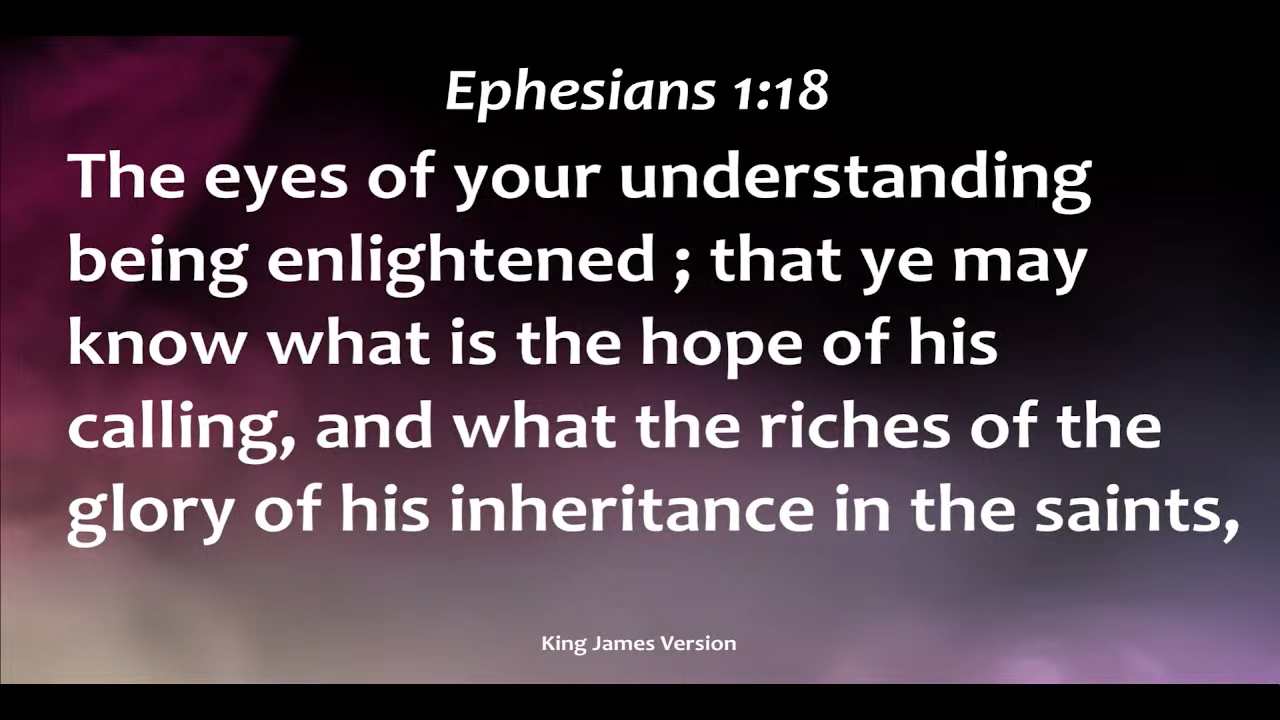 Ephesians 1:18
The eyes of your understanding
being enlightened ; that ye may
know what is the hope of his
calling, and what the riches of the
glory of his inheritance in the saints,
King James Version